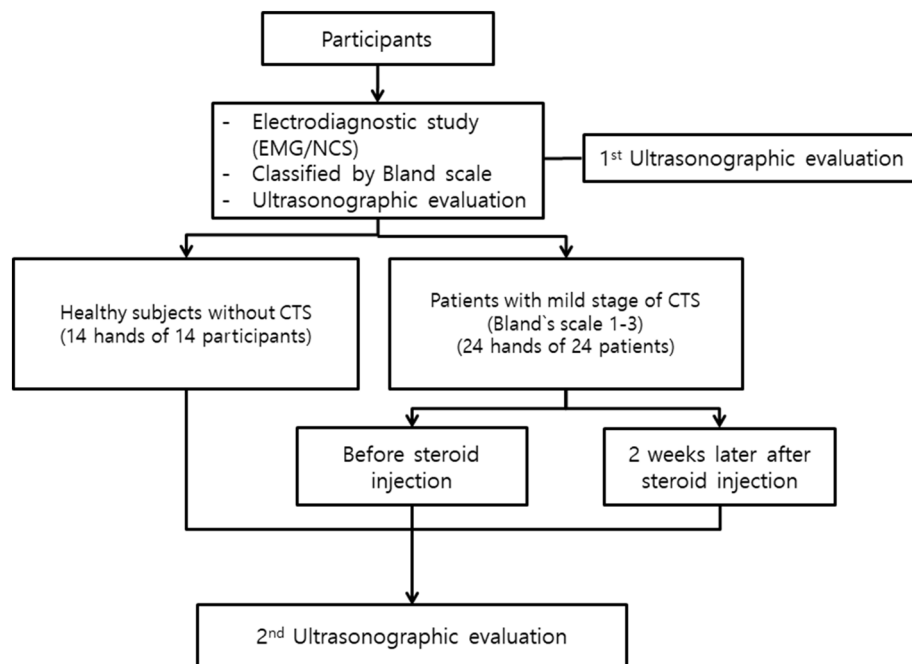 Participants
- Electrodiagnostic study
(EMG/NCS)
- Classified by Bland scale
- Ultrasonographic evaluation
1st Ultrasonographic evaluation
Healthy subjects without CTS
(14 hands of 14 participants)
Patients with mild stage of CTS
(Bland`s scale 1-3)
(24 hands of 24 patients)
Before steroid
injection
2 weeks later after
steroid injection
2nd Ultrasonographic evaluation